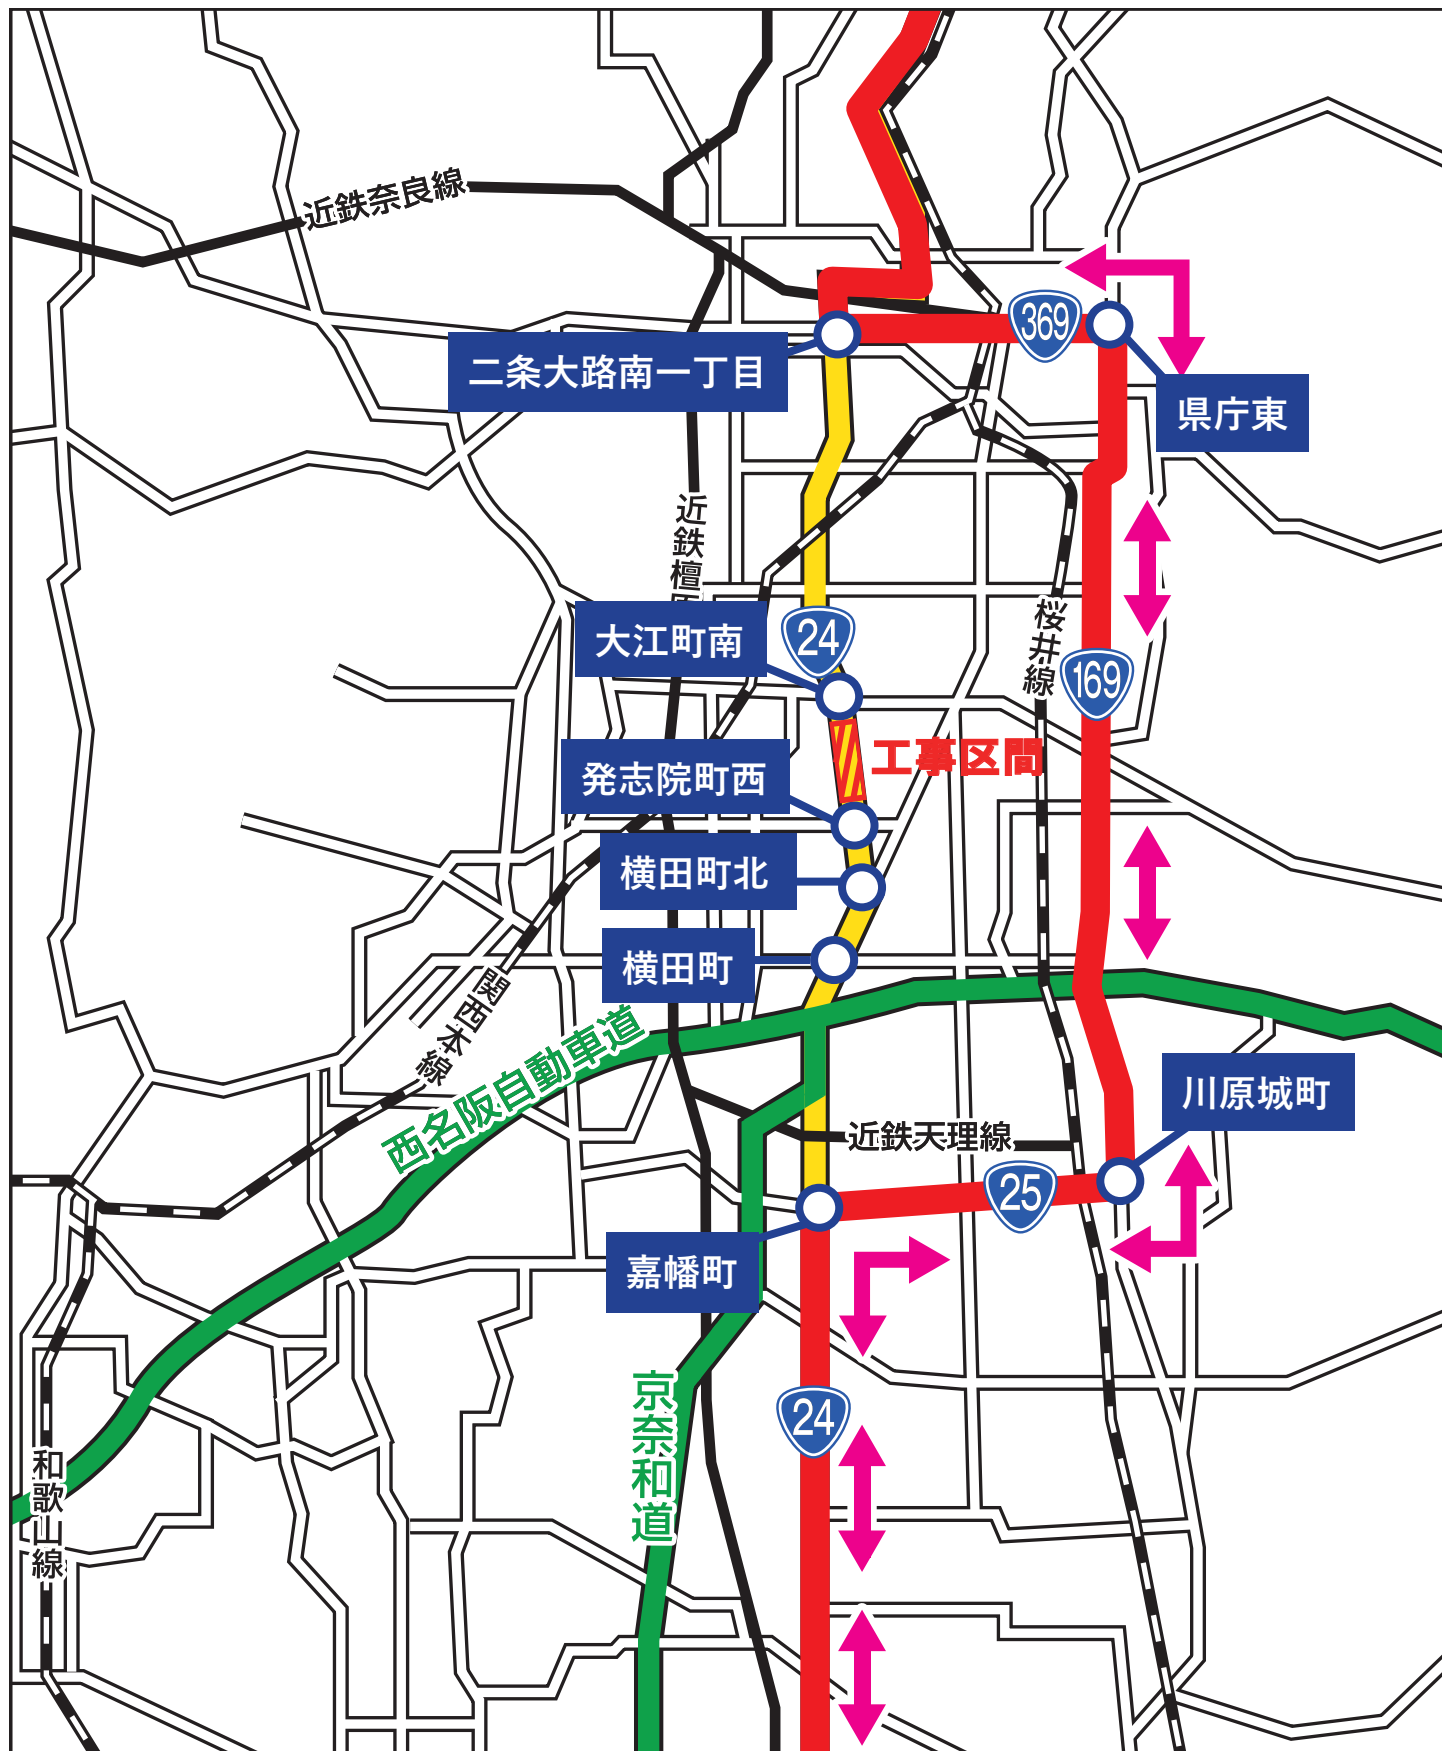 近鉄奈良線
369
二条大路南一丁目
県庁東
近鉄橿
大江町南
24
桜井線
169
工事区間
発志院町西
横田町北
横田町
関西本線
西名阪自動車道
川原城町
近鉄天理線
25
嘉幡町
京奈和道
24
和歌山線